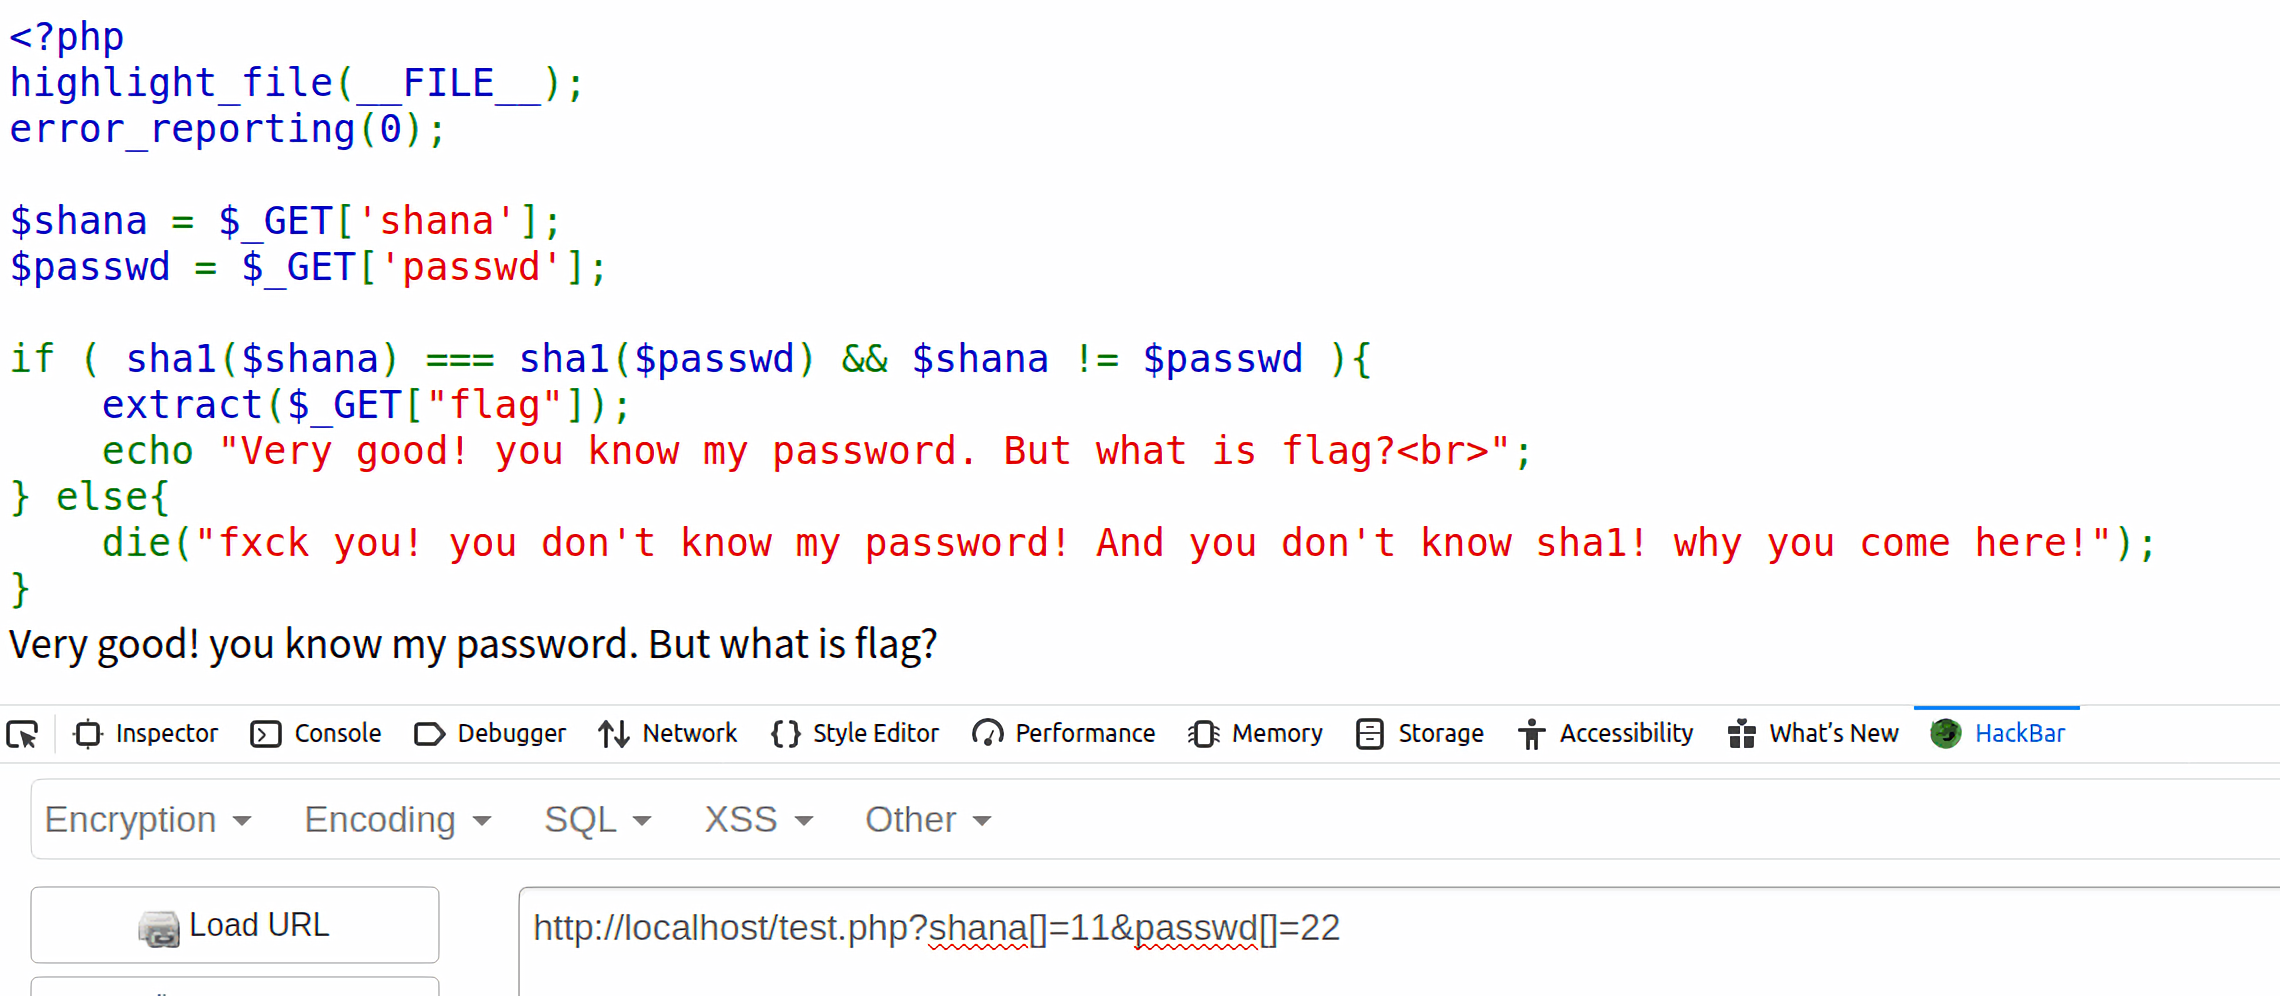 <?php
highlight_file(__FILE__);
error_reporting(0);
$shana = $_GET['shana'];
$passwd = $_GET['passwd'];
if ( sha1($shana) === sha1($passwd) && $shana != $passwd ){
    extract($_GET["flag"]);
    echo "Very good! you know my password. But what is flag?<br>";
} else{
    die("fxck you! you don't know my password! And you don't know sha1! why you come here!");
}
Very good! you know my password. But what is flag?
Inspector Console Debugger Network Style Editor Performance Memory Storage Accessibility What's New HackBar
Encryption Encoding SQL XSS Other
Load URL http://localhost/test.php?shana[]=11&passwd[]=22